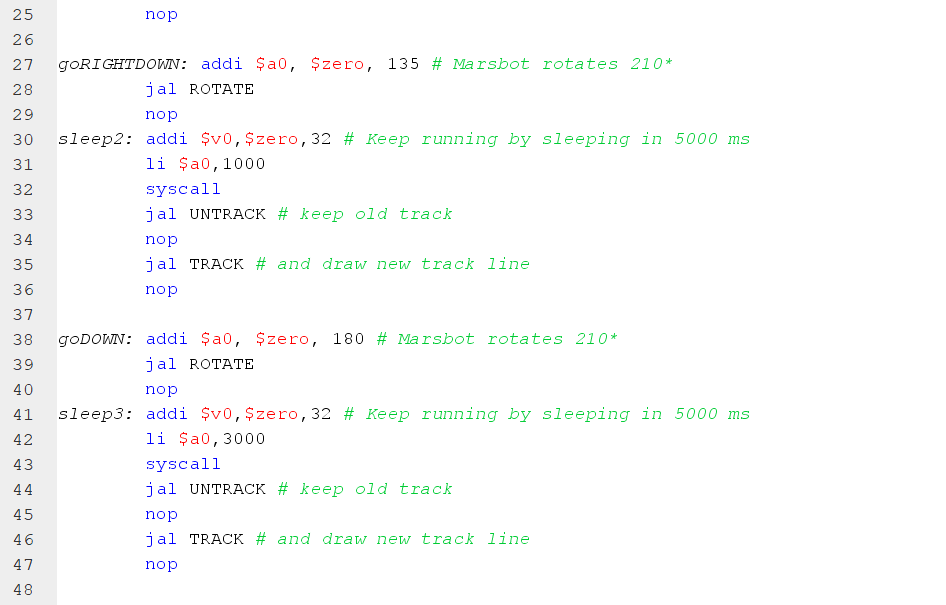 25 nop
26
27 goRIGHTDOWN: addi $a0, $zero, 135 # Marsbot rotates 210*
28 jal ROTATE
29 nop
30 sleep2: addi $v0,$zero,32 # Keep running by sleeping in 5000 ms
31 li $a0,1000
32 syscall
33 jal UNTRACK # keep old track
34 nop
35 jal TRACK # and draw new track line
36 nop
37
38 goDOWN: addi $a0, $zero, 180 # Marsbot rotates 210*
39 jal ROTATE
40 nop
41 sleep3: addi $v0,$zero,32 # Keep running by sleeping in 5000 ms
42 li $a0,3000
43 syscall
44 jal UNTRACK # keep old track
45 nop
46 jal TRACK # and draw new track line
47 nop
48